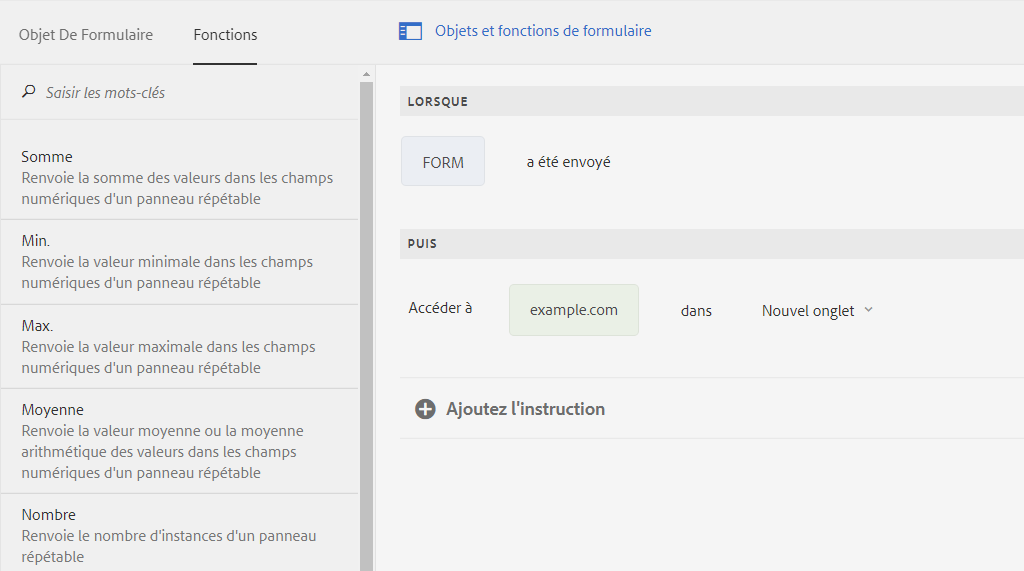 Objet De Formulaire
Fonctions
Objets et fonctions de formulaire
Saisir les mots-clés
Somme
Renvoie la somme des valeurs dans les champs
numériques d'un panneau répétable
Min.
Renvoie la valeur minimale dans les champs
numériques d'un panneau répétable
Max.
Renvoie la valeur maximale dans les champs
numériques d'un panneau répétable
Moyenne
Renvoie la valeur moyenne ou la moyenne
arithmétique des valeurs dans les champs
numériques d'un panneau répétable
Nombre
Renvoie le nombre d'instances d'un panneau
répétable
LORSQUE
FORM a été envoyé
PUIS
Accéder à example.com dans Nouvel onglet
Ajoutez l'instruction